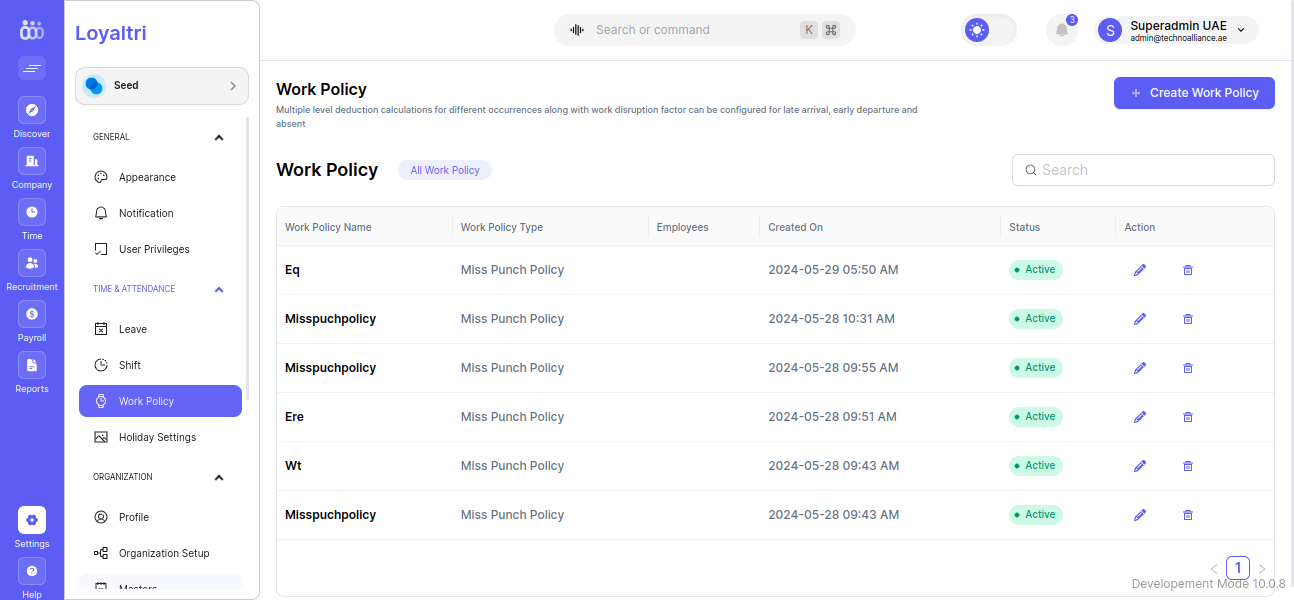 Loyaltri
Search or command
K ⌘
3
S
Superadmin UAE
admin@technoalliance.ae
Seed
Discover
Company
Time
Recruitment
Payroll
Reports
Settings
Help
GENERAL
Appearance
Notification
User Privileges
TIME & ATTENDANCE
Leave
Shift
Work Policy
Holiday Settings
ORGANIZATION
Profile
Organization Setup
Masters
Work Policy
Multiple level deduction calculations for different occurrences along with work disruption factor can be configured for late arrival, early departure and
absent
+ Create Work Policy
Work Policy
All Work Policy
Search
Work Policy Name Work Policy Type Employees Created On Status Action
Eq Miss Punch Policy 2024-05-29 05:50 AM Active
Misspuchpolicy Miss Punch Policy 2024-05-28 10:31 AM Active
Misspuchpolicy Miss Punch Policy 2024-05-28 09:55 AM Active
Ere Miss Punch Policy 2024-05-28 09:51 AM Active
Wt Miss Punch Policy 2024-05-28 09:43 AM Active
Misspuchpolicy Miss Punch Policy 2024-05-28 09:43 AM Active
1
Developement Mode 10.0.8